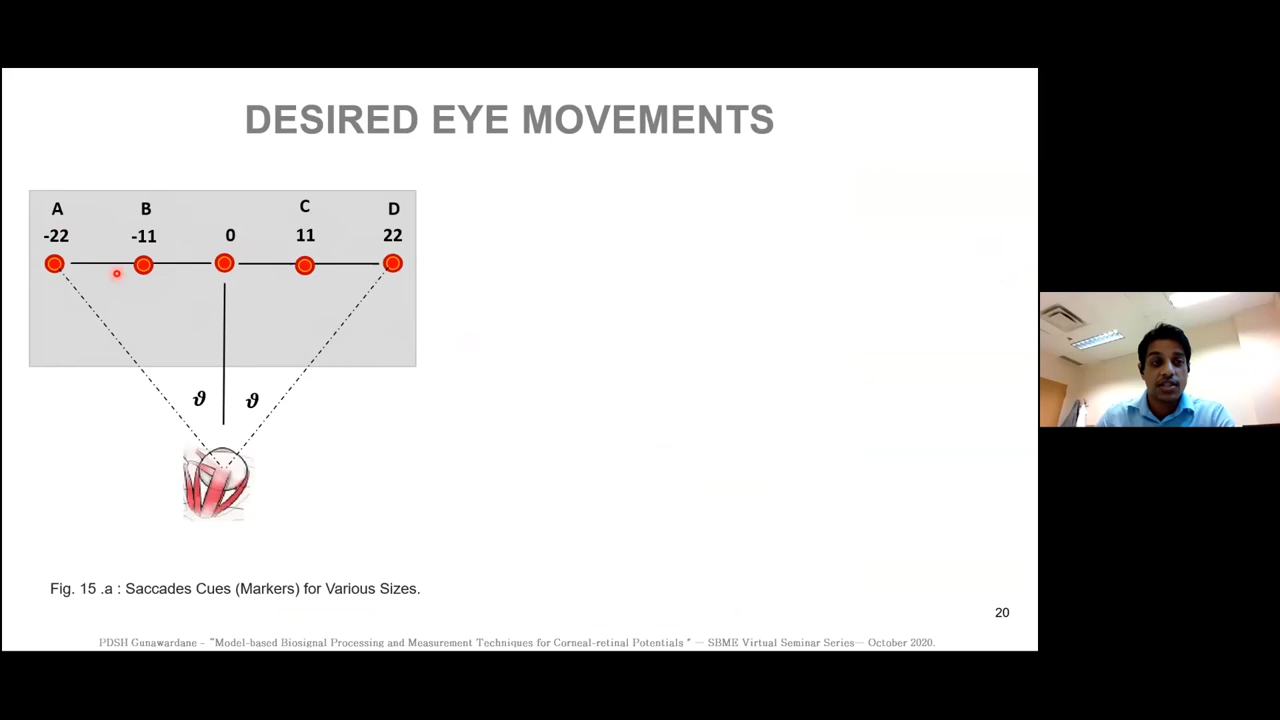 DESIRED EYE MOVEMENTS
A B C D
-22 -11 0 11 22
ϑ ϑ
Fig. 15 .a : Saccades Cues (Markers) for Various Sizes.
20
PDSH Gunawardane – "Model-based Biosignal Processing and Measurement Techniques for Corneal-retinal Potentials " — SBME Virtual Seminar Series— October 2020.